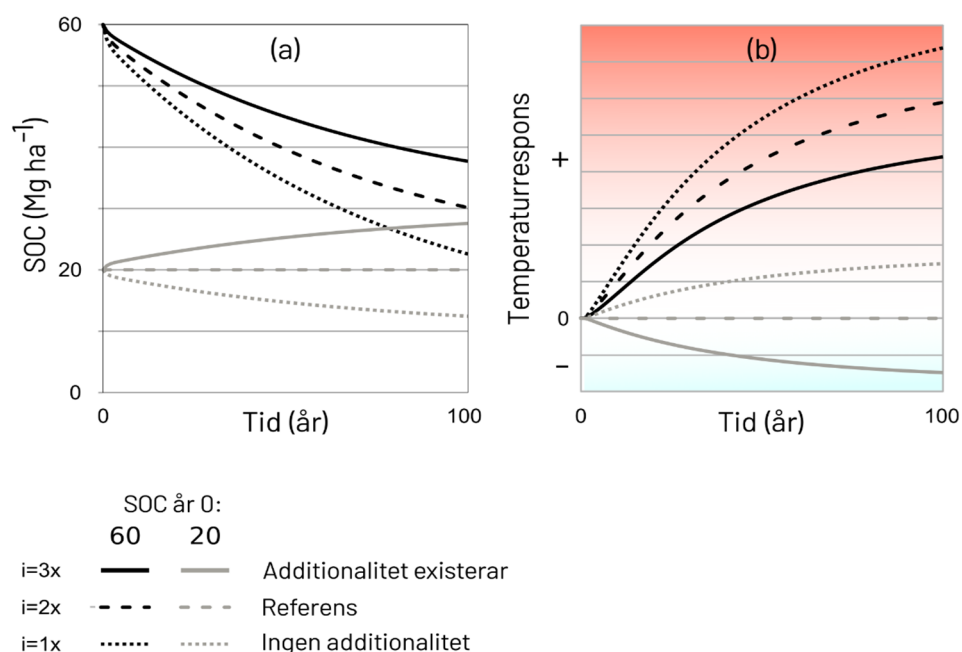 (a)
60
20
0
SOC (Mg ha⁻¹)
0
100
Tid (år)
(b)
Temperaturrespons
+
0
–
0
100
Tid (år)
SOC år 0:
60 20
i=3x Additionalitet existerar
i=2x Referens
i=1x Ingen additionalitet